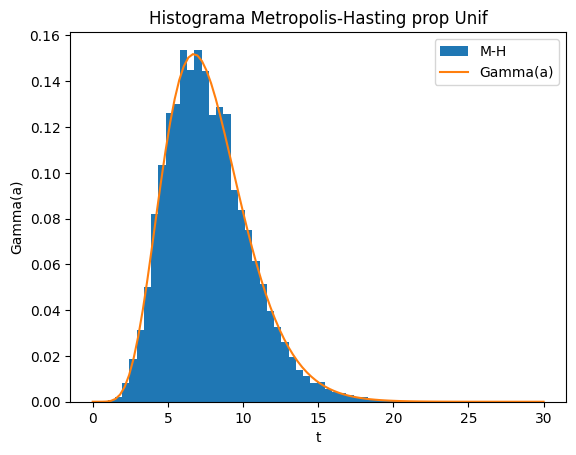 Histograma Metropolis-Hasting prop Unif
M-H
Gamma(a)
Gamma(a)
0.16
0.14
0.12
0.10
0.08
0.06
0.04
0.02
0.00
0 5 10 15 20 25 30
t